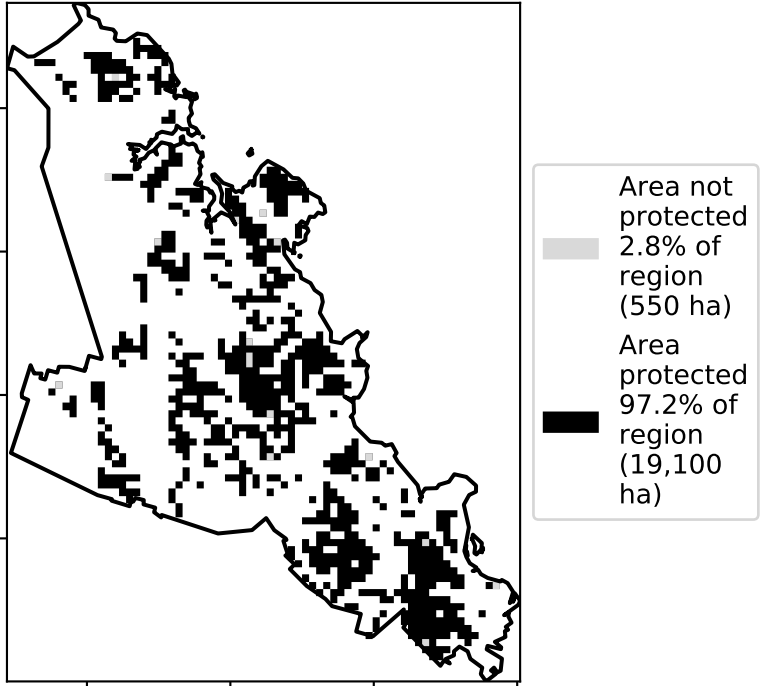 Area not
protected
2.8% of
region
(550 ha)
Area
protected
97.2% of
region
(19,100
ha)